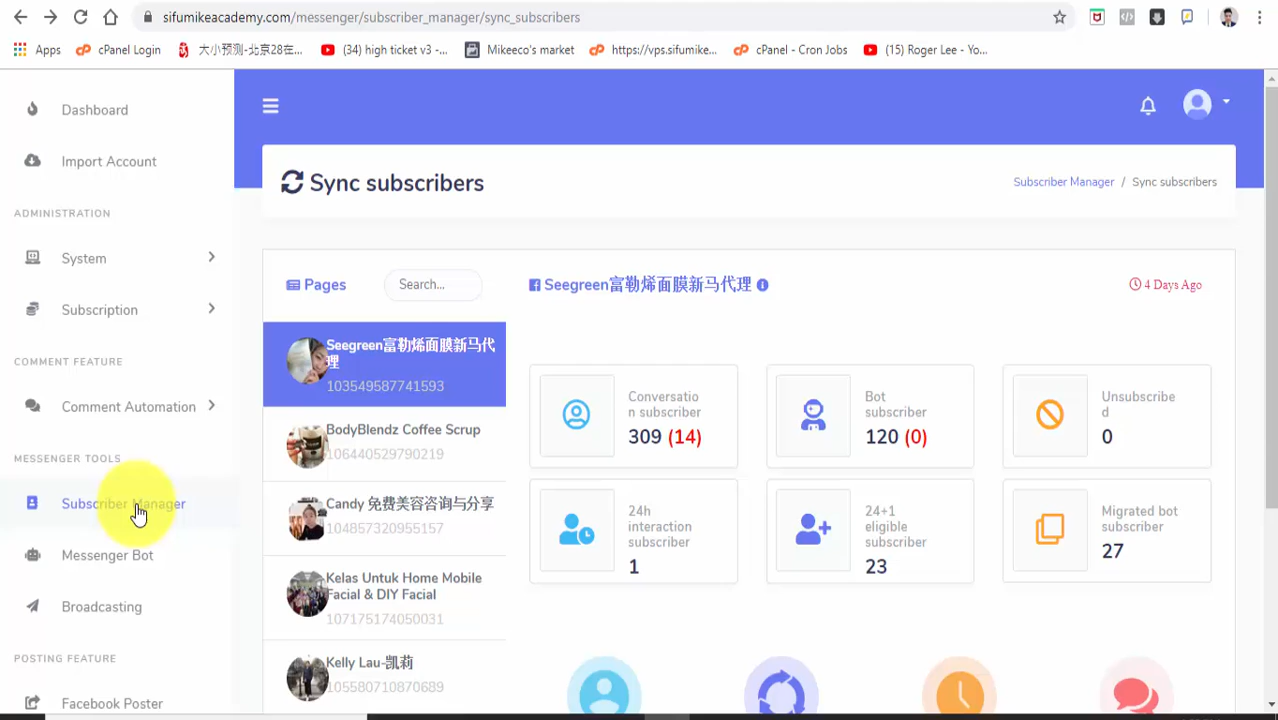 sifumikeacademy.com/messenger/subscriber_manager/sync_subscribers
Apps
cPanel Login
大小预测-北京28在...
(34) high ticket v3 -...
Mikeeco's market
https://vps.sifumike...
cPanel - Cron Jobs
(15) Roger Lee - Yo...
Dashboard
Import Account
ADMINISTRATION
System
Subscription
COMMENT FEATURE
Comment Automation
MESSENGER TOOLS
Subscriber Manager
Messenger Bot
Broadcasting
POSTING FEATURE
Facebook Poster
Sync subscribers
Subscriber Manager / Sync subscribers
Pages
Search...
Seegreen富勒烯面膜新马代
理
103549587741593
BodyBlendz Coffee Scrup
106440529790219
Candy 免费美容咨询与分享
104857320955157
Kelas Untuk Home Mobile
Facial & DIY Facial
107175174050031
Kelly Lau-凯莉
105580710870689
Seegreen富勒烯面膜新马代理
4 Days Ago
Conversatio
n subscriber
309 (14)
Bot
subscriber
120 (0)
Unsubscribe
d
0
24h
interaction
subscriber
1
24+1
eligible
subscriber
23
Migrated bot
subscriber
27